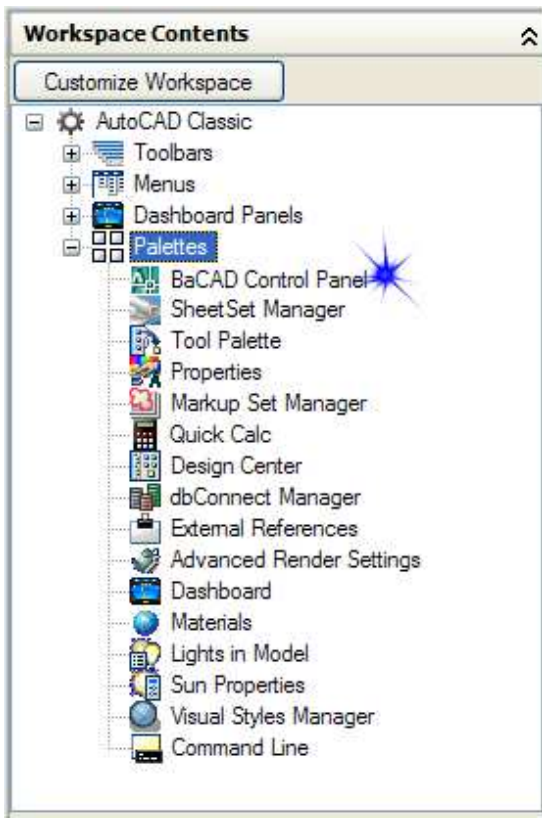 Workspace Contents
Customize Workspace
AutoCAD Classic
Toolbars
Menus
Dashboard Panels
Palettes
BaCAD Control Panel
SheetSet Manager
Tool Palette
Properties
Markup Set Manager
Quick Calc
Design Center
dbConnect Manager
External References
Advanced Render Settings
Dashboard
Materials
Lights in Model
Sun Properties
Visual Styles Manager
Command Line